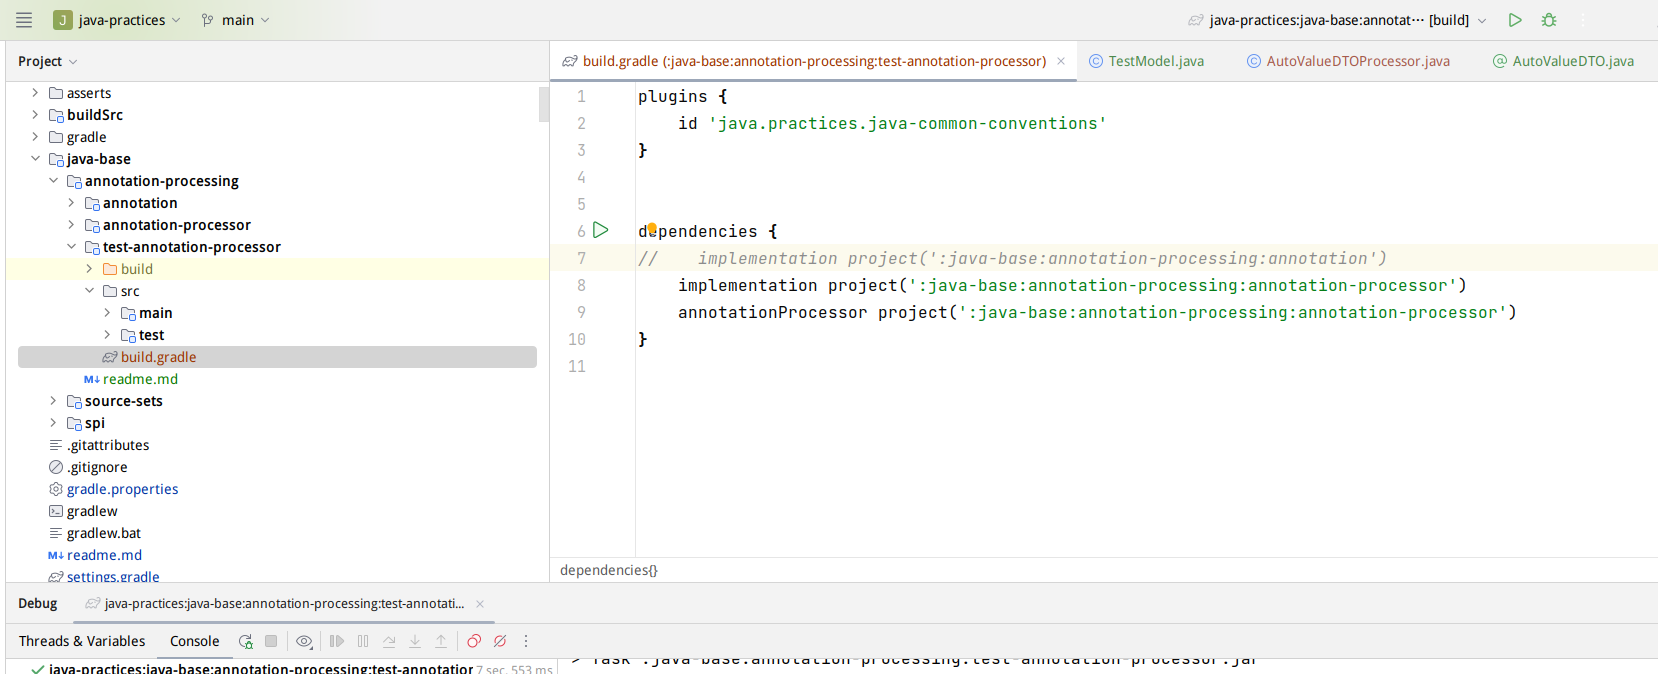 J java-practices main java-practices:java-base:annotat··· [build]
Project
asserts
buildSrc
gradle
java-base
annotation-processing
annotation
annotation-processor
test-annotation-processor
build
src
main
test
build.gradle
M↓ readme.md
source-sets
spi
.gitattributes
.gitignore
gradle.properties
gradlew
gradlew.bat
M↓ readme.md
settings.gradle
build.gradle (:java-base:annotation-processing:test-annotation-processor) © TestModel.java © AutoValueDTOProcessor.java @ AutoValueDTO.java
1 plugins {
2 id 'java.practices.java-common-conventions'
3 }
4
5
6 dependencies {
7 // implementation project(':java-base:annotation-processing:annotation')
8 implementation project(':java-base:annotation-processing:annotation-processor')
9 annotationProcessor project(':java-base:annotation-processing:annotation-processor')
10 }
11
dependencies{}
Debug java-practices:java-base:annotation-processing:test-annotati...
Threads & Variables Console
java-practices:java-base:annotation-processing:test-annotation 7 sec, 553 ms
> Task :java-base:annotation-processing:test-annotation-processor:jar